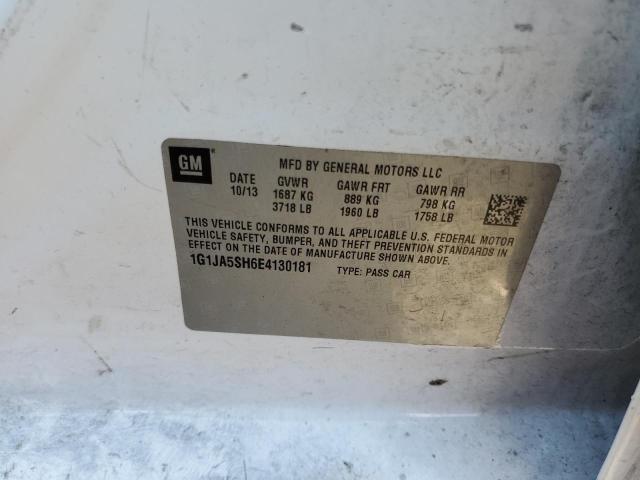 GM
MFD BY GENERAL MOTORS LLC
DATE GVWR GAWR FRT GAWR RR
10/13 1687 KG 889 KG 798 KG
3718 LB 1960 LB 1758 LB
THIS VEHICLE CONFORMS TO ALL APPLICABLE U.S. FEDERAL MOTOR
VEHICLE SAFETY, BUMPER, AND THEFT PREVENTION STANDARDS IN
EFFECT ON THE DATE OF MANUFACTURE SHOWN ABOVE.
1G1JA5SH6E4130181 TYPE: PASS CAR